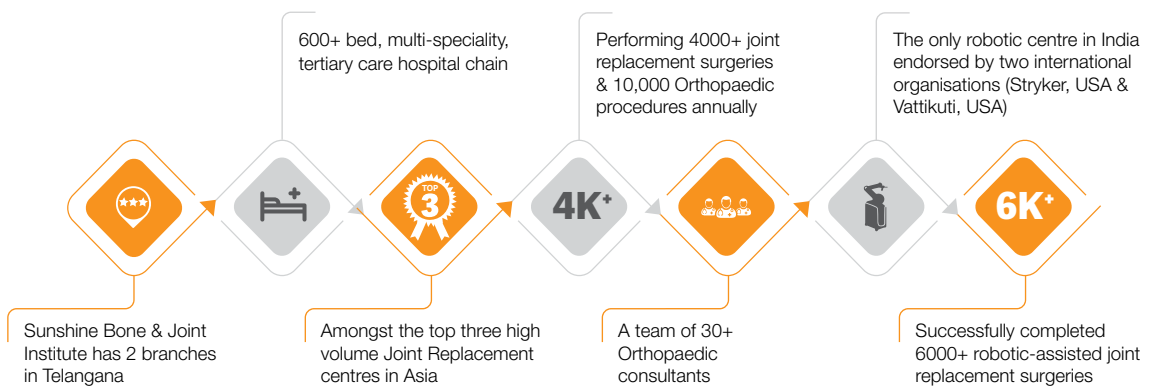 600+ bed, multi-speciality,
tertiary care hospital chain
Performing 4000+ joint
replacement surgeries
& 10,000 Orthopaedic
procedures annually
The only robotic centre in India
endorsed by two international
organisations (Stryker, USA &
Vattikuti, USA)
TOP
3
4K+
6K+
Sunshine Bone & Joint
Institute has 2 branches
in Telangana
Amongst the top three high
volume Joint Replacement
centres in Asia
A team of 30+
Orthopaedic
consultants
Successfully completed
6000+ robotic-assisted joint
replacement surgeries